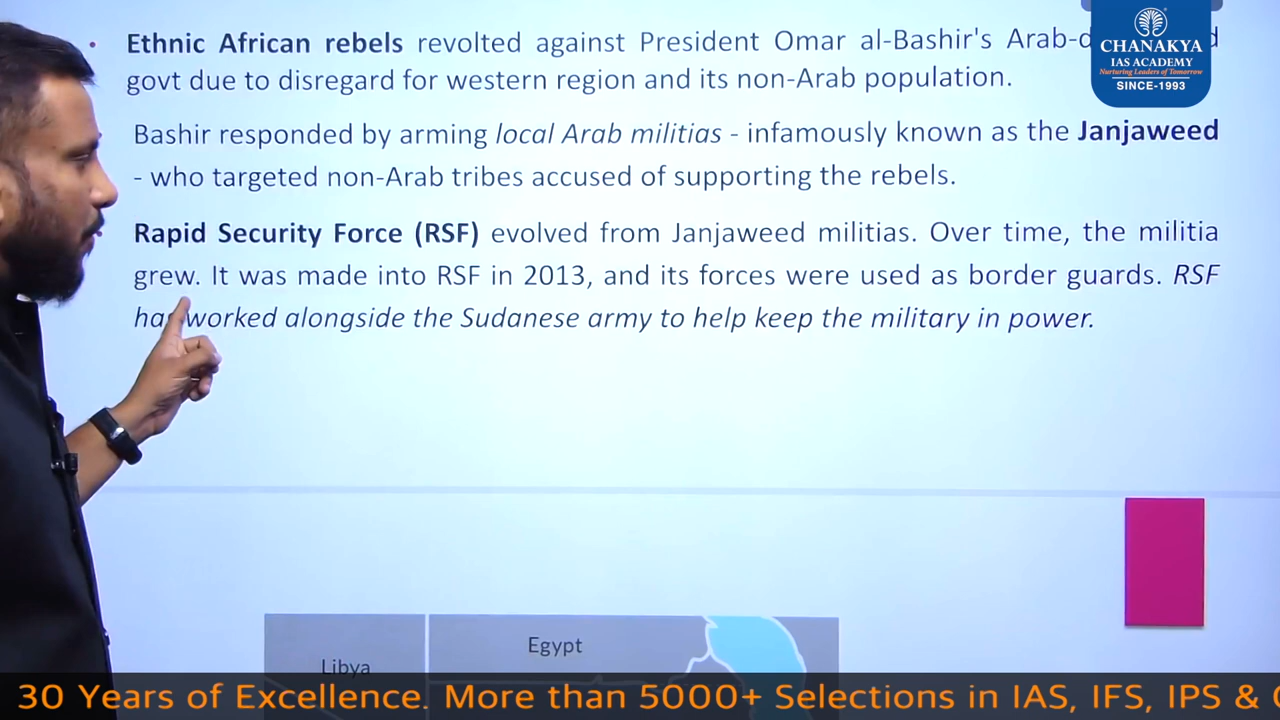 Ethnic African rebels revolted against President Omar al-Bashir's
govt due to disregard for western region and its non-Arab population.
Bashir responded by arming local Arab militias - infamously known as the Janjaweed
- who targeted non-Arab tribes accused of supporting the rebels.
Rapid Security Force (RSF) evolved from Janjaweed militias. Over time, the militia
grew. It was made into RSF in 2013, and its forces were used as border guards. RSF
worked alongside the Sudanese army to help keep the military in power.
CHANAKYA
IAS ACADEMY
Nurturing Leaders of Tomorrow
SINCE-1993
Egypt
Libya
30 Years of Excellence. More than 5000+ Selections in IAS, IFS, IPS &